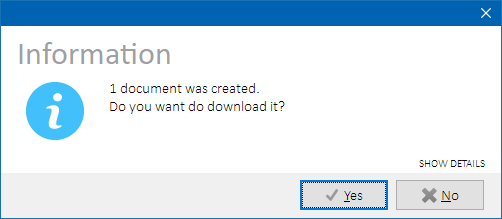 Information
1 document was created.
Do you want do download it?
SHOW DETAILS
Yes
No